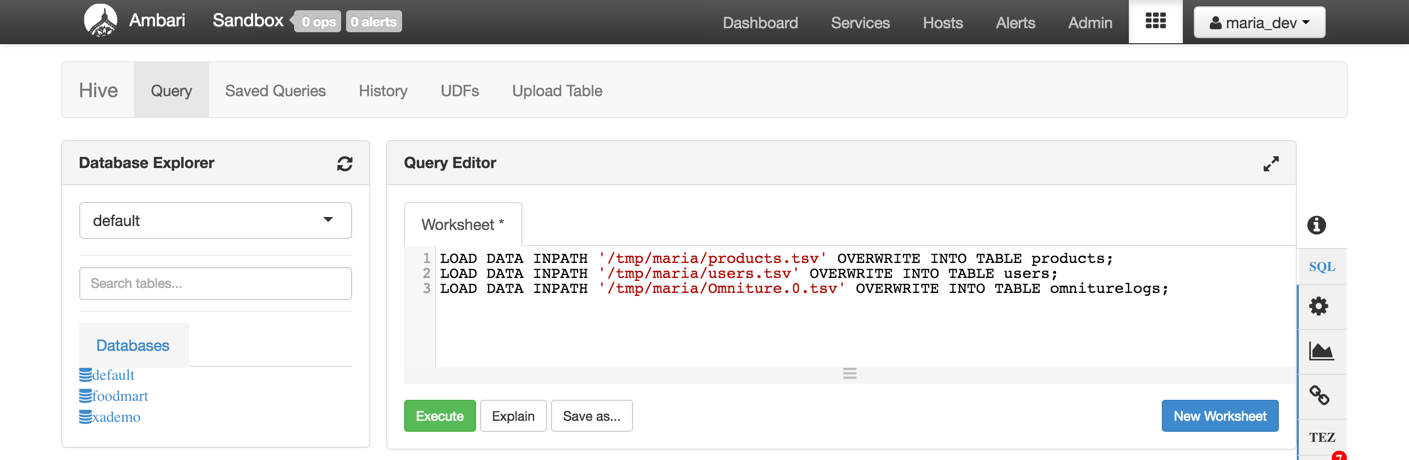 Ambari Sandbox 0 ops 0 alerts Dashboard Services Hosts Alerts Admin maria_dev
Hive Query Saved Queries History UDFs Upload Table
Database Explorer
default
Search tables...
Databases
default
foodmart
xademo
Query Editor
Worksheet *
1 LOAD DATA INPATH '/tmp/maria/products.tsv' OVERWRITE INTO TABLE products;
2 LOAD DATA INPATH '/tmp/maria/users.tsv' OVERWRITE INTO TABLE users;
3 LOAD DATA INPATH '/tmp/maria/Omniture.0.tsv' OVERWRITE INTO TABLE omniturelogs;
Execute Explain Save as... New Worksheet
SQL
TEZ